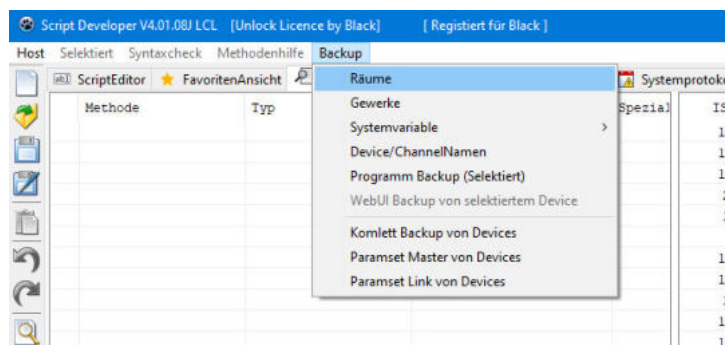 Script Developer V4.01.08J LCL [Unlock Licence by Black] [ Registiert für Black ]
Host Selektiert Syntaxcheck Methodenhilfe Backup
ScriptEditor FavoritenAnsicht Systemprotoko
Methode Typ Spezial IS
Räume
Gewerke
Systemvariable
Device/ChannelNamen
Programm Backup (Selektiert)
WebUI Backup von selektiertem Device
Komlett Backup von Devices
Paramset Master von Devices
Paramset Link von Devices